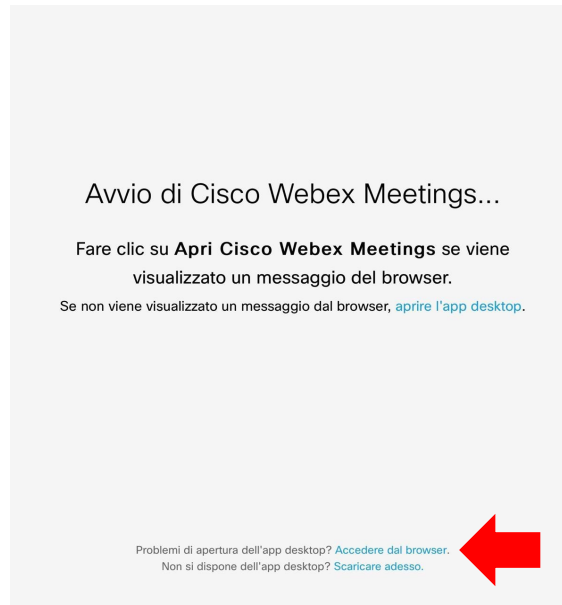 Avvio di Cisco Webex Meetings...
Fare clic su Apri Cisco Webex Meetings se viene
visualizzato un messaggio del browser.
Se non viene visualizzato un messaggio dal browser, aprire l'app desktop.
Problemi di apertura dell'app desktop? Accedere dal browser.
Non si dispone dell'app desktop? Scaricare adesso.